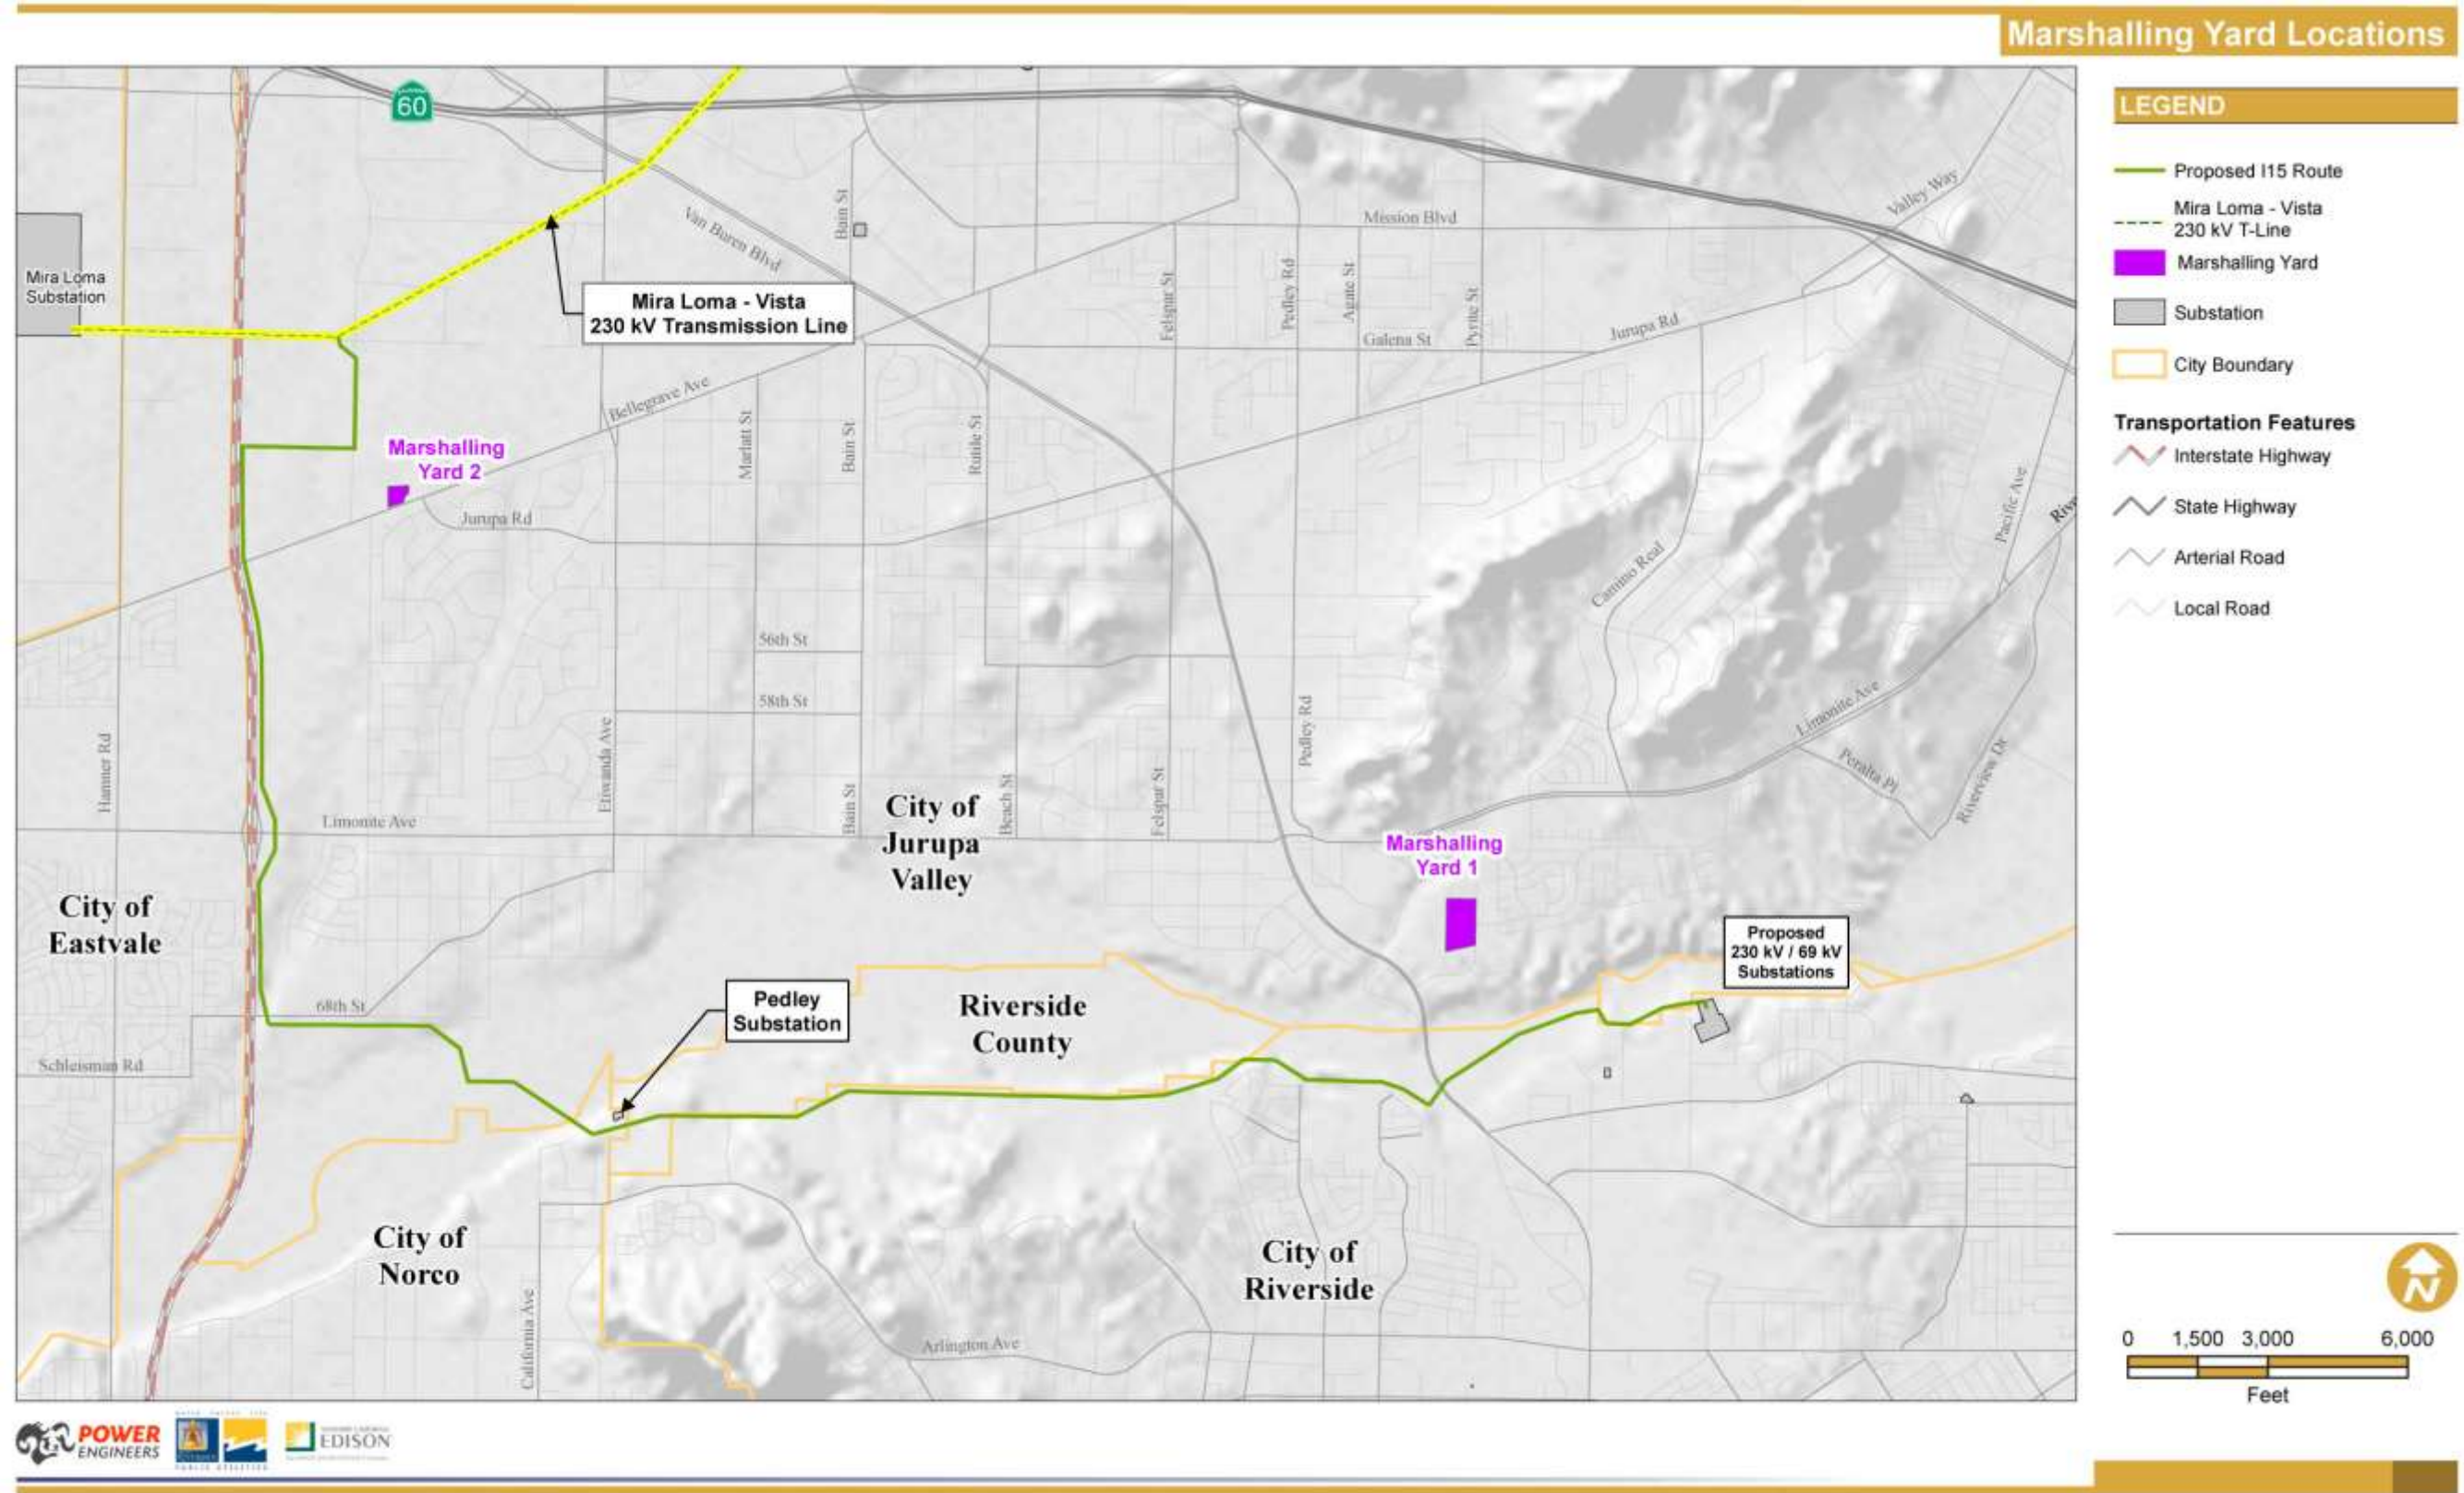 Marshalling Yard Locations
60
Mira Loma
Substation
Mira Loma - Vista
230 kV Transmission Line
Van Buren Blvd
Bain St
Mission Blvd
Valley Way
Felspar St
Pedley Rd
Agate St
Pyrite St
Galena St
Jurupa Rd
Bellegrave Ave
Marlatt St
Bain St
Rutile St
Marshalling
Yard 2
Jurupa Rd
Pacific Ave
Camino Real
56th St
58th St
Hamner Rd
Etiwanda Ave
Bain St
Beach St
Felspar St
Pedley Rd
Limonite Ave
Peralta Pl
Riverview Dr
Limonite Ave
City of
Jurupa
Valley
Marshalling
Yard 1
City of
Eastvale
Proposed
230 kV / 69 kV
Substations
68th St
Pedley
Substation
Riverside
County
Schleisman Rd
City of
Norco
City of
Riverside
California Ave
Arlington Ave
LEGEND
Proposed I15 Route
Mira Loma - Vista
230 kV T-Line
Marshalling Yard
Substation
City Boundary
Transportation Features
Interstate Highway
State Highway
Arterial Road
Local Road
N
0 1,500 3,000 6,000
Feet
POWER
ENGINEERS
PUBLIC UTILITIES
EDISON